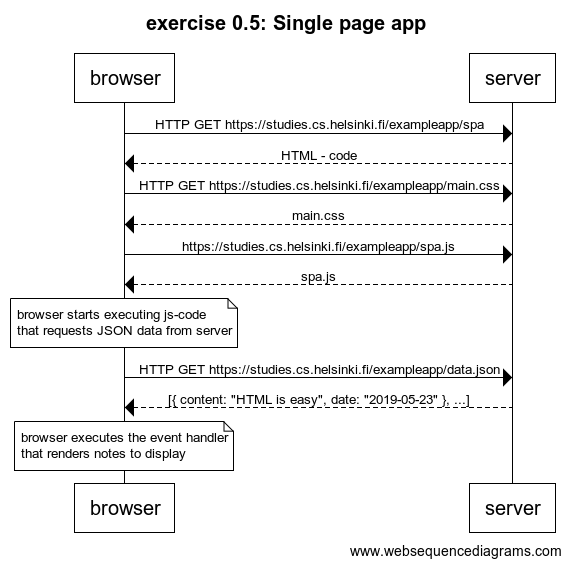 exercise 0.5: Single page app
browser
server
HTTP GET https://studies.cs.helsinki.fi/exampleapp/spa
HTML - code
HTTP GET https://studies.cs.helsinki.fi/exampleapp/main.css
main.css
https://studies.cs.helsinki.fi/exampleapp/spa.js
spa.js
browser starts executing js-code
that requests JSON data from server
HTTP GET https://studies.cs.helsinki.fi/exampleapp/data.json
[{ content: "HTML is easy", date: "2019-05-23" }, ...]
browser executes the event handler
that renders notes to display
browser
server
www.websequencediagrams.com